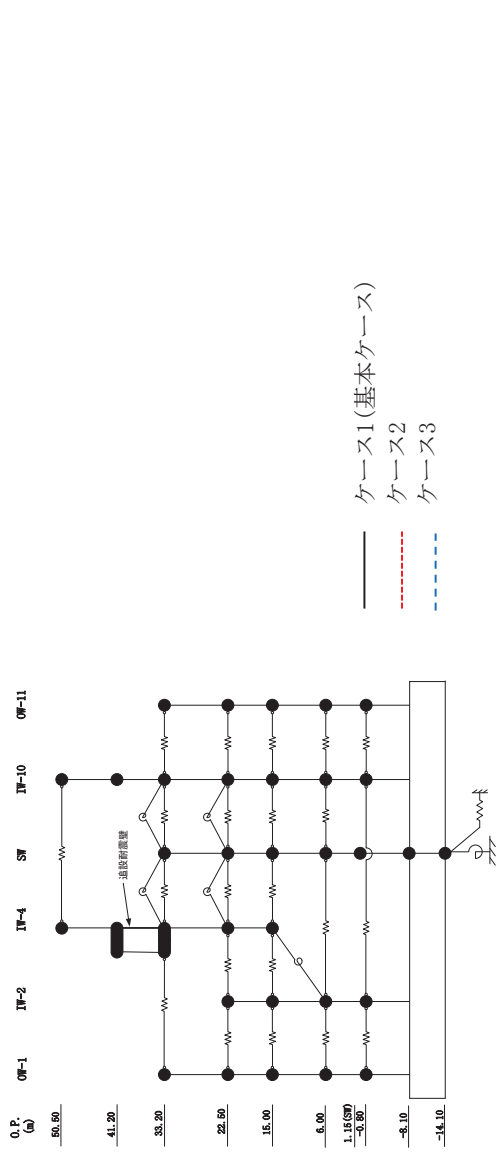 O.P.
(m)
OW-1
IW-2
IW-4
SW
IW-10
OW-11
50.50
41.20
33.20
22.50
15.00
6.00
1.15(SW)
-0.80
-8.10
-14.10
追設耐震壁
ケース1(基本ケース)
ケース2
ケース3